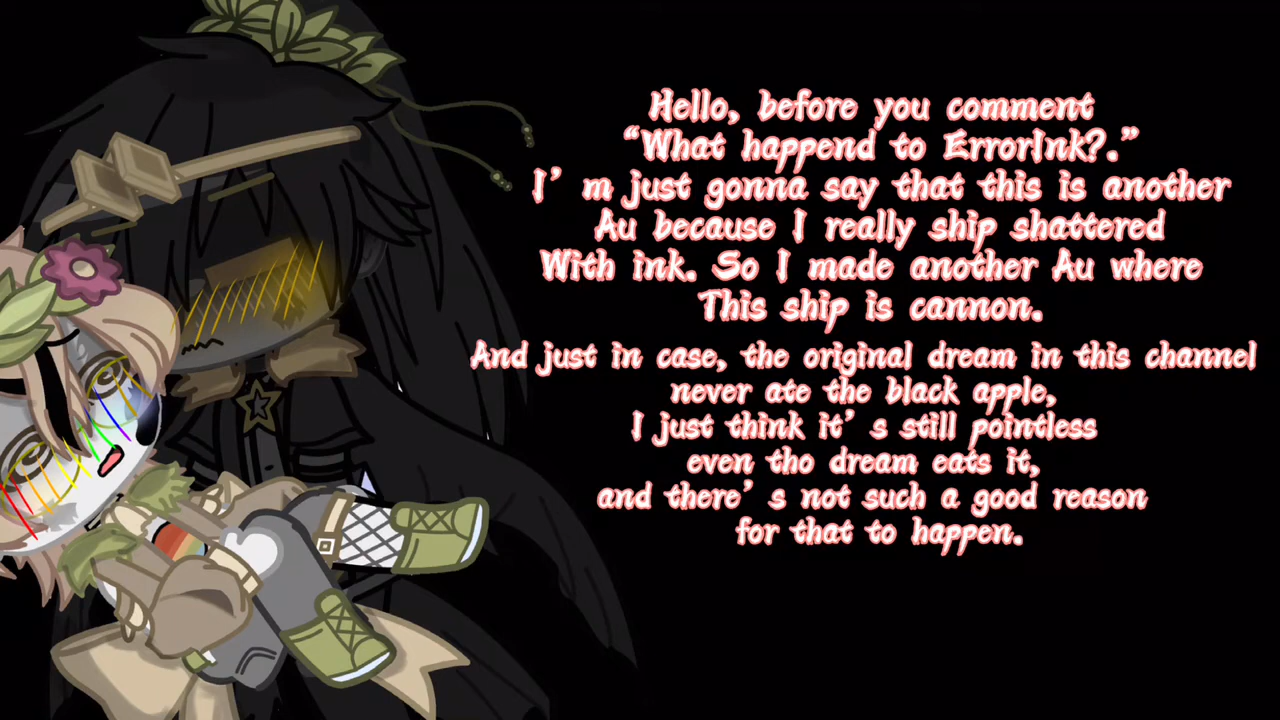 Hello, before you comment
“What happend to ErrorInk?.”
I’m just gonna say that this is another
Au because I really ship shattered
With ink. So I made another Au where
This ship is cannon.
And just in case, the original dream in this channel
never ate the black apple,
I just think it’s still pointless
even tho dream eats it,
and there’s not such a good reason
for that to happen.